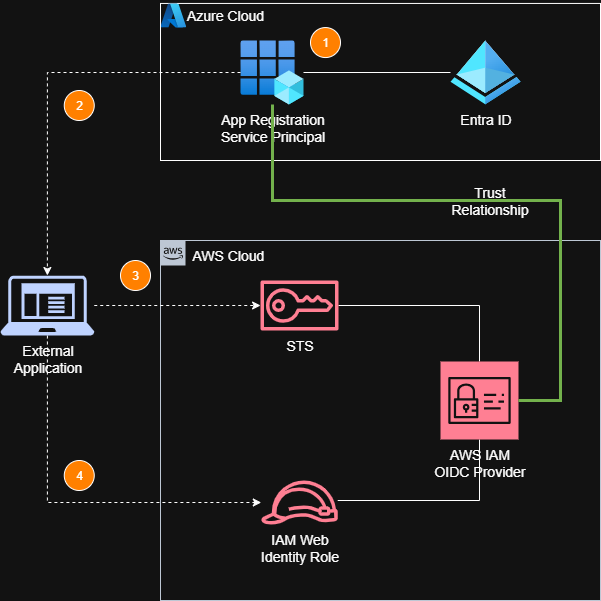 Azure Cloud
1
2
App Registration
Service Principal
Entra ID
Trust
Relationship
aws
AWS Cloud
3
STS
External
Application
AWS IAM
OIDC Provider
4
IAM Web
Identity Role